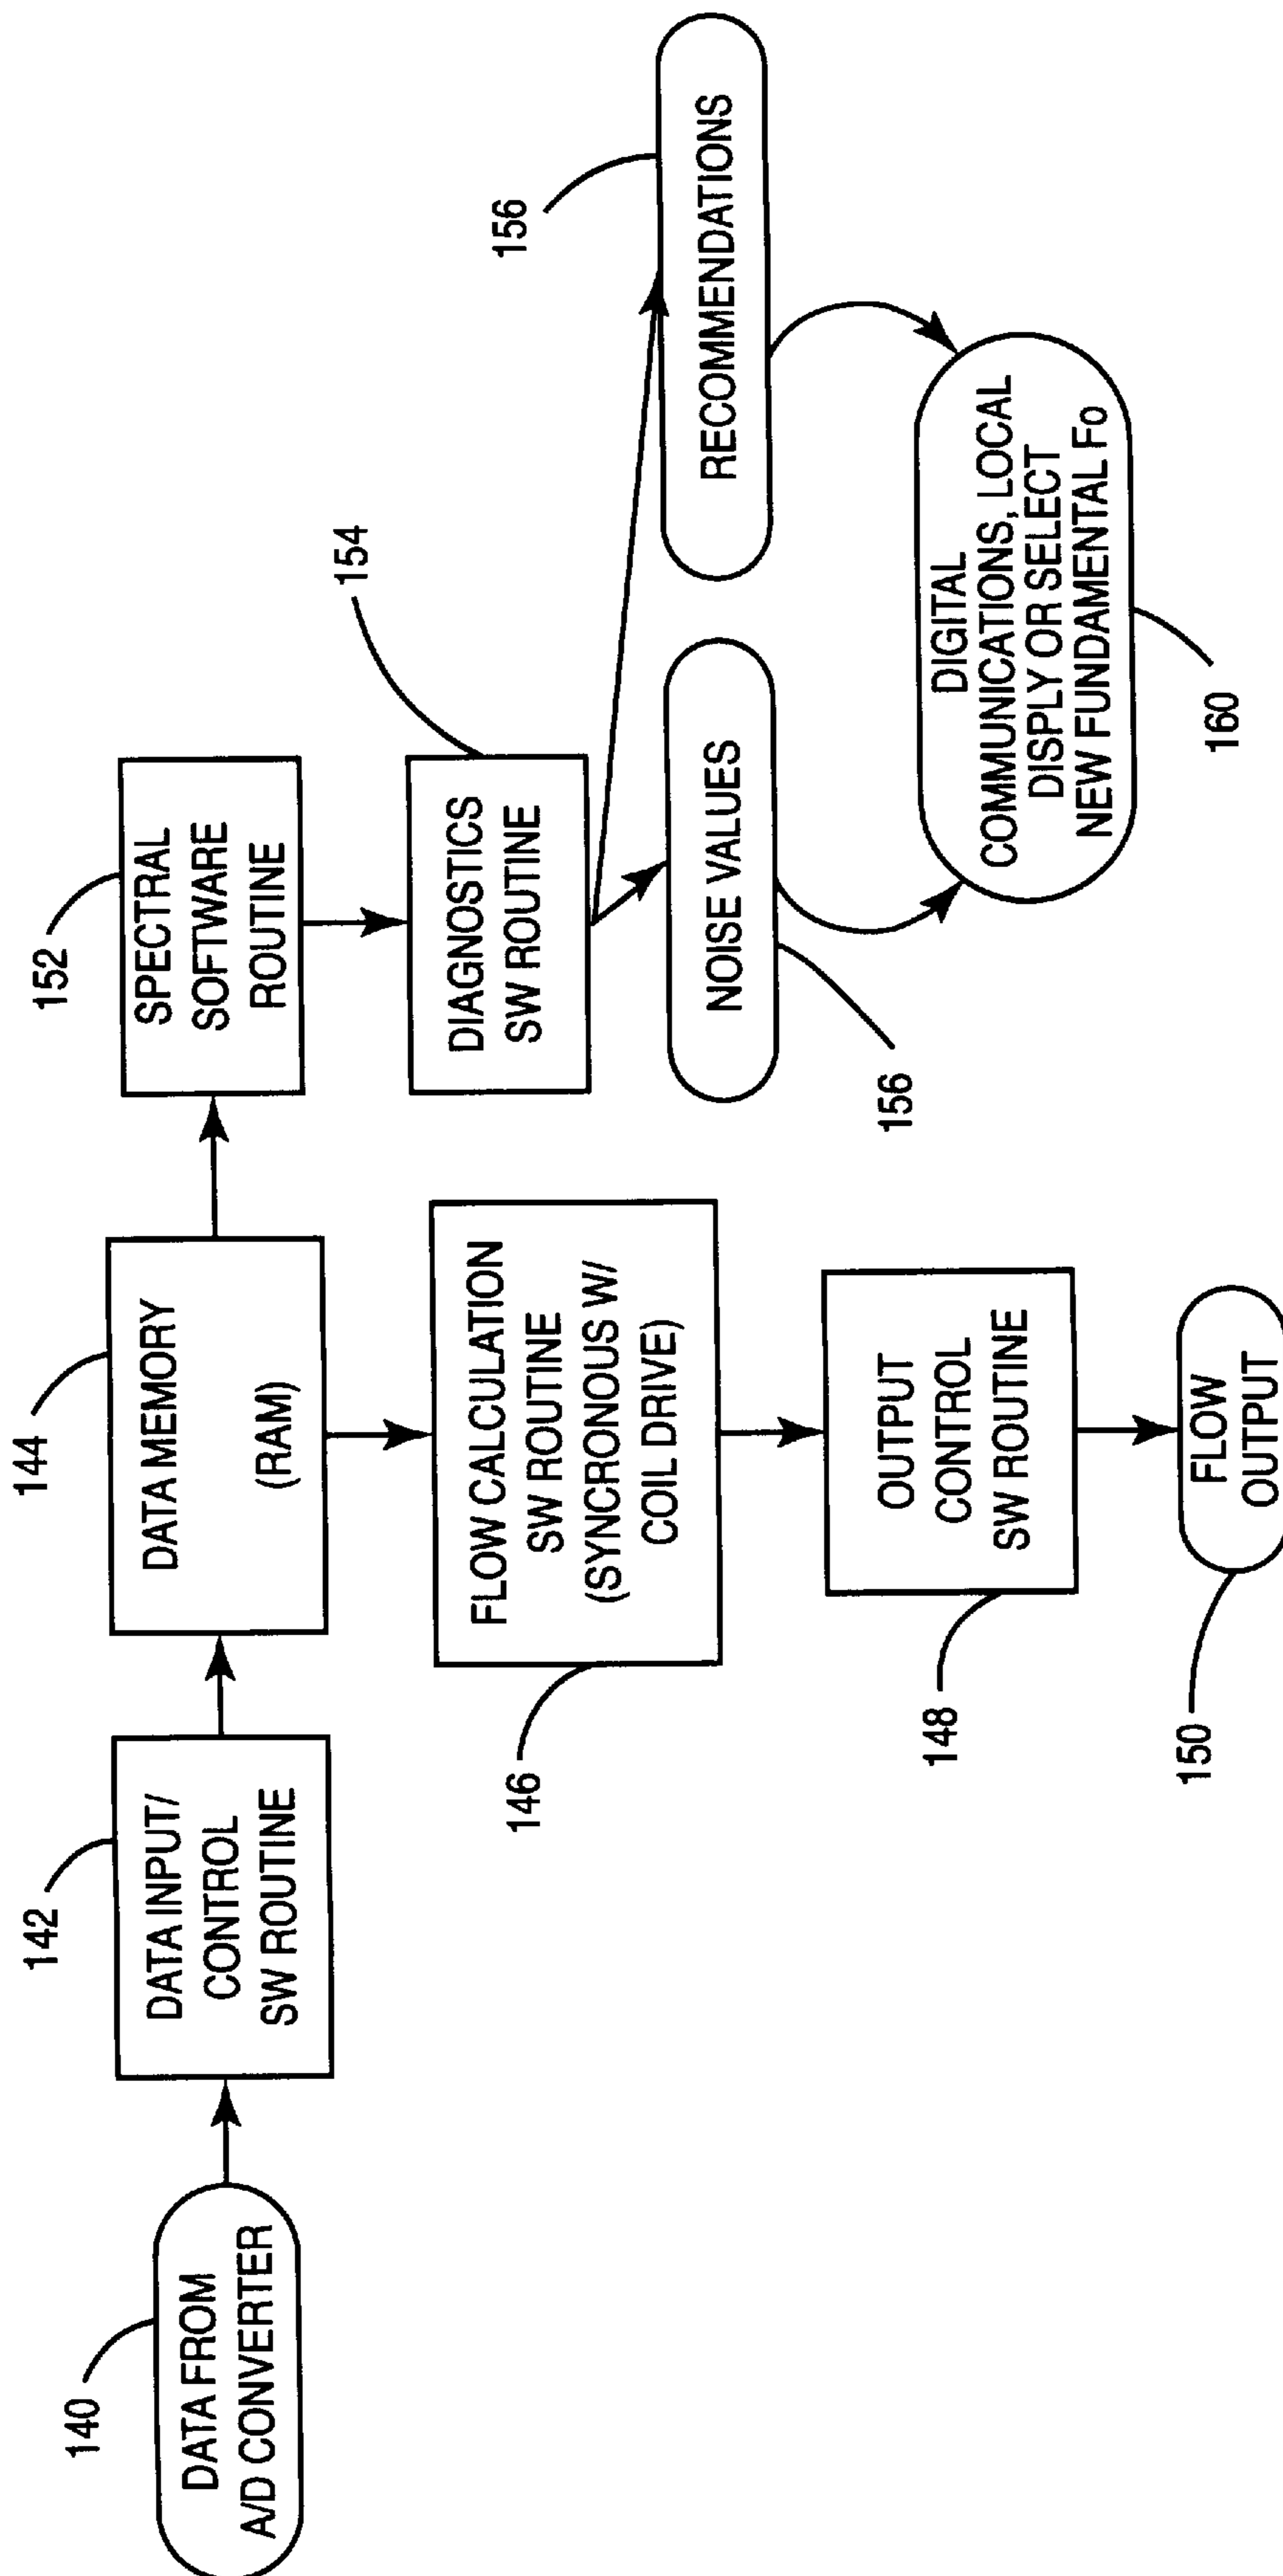 140
DATA FROM
A/D CONVERTER
142
DATA INPUT/
CONTROL
SW ROUTINE
144
DATA MEMORY
(RAM)
146
FLOW CALCULATION
SW ROUTINE
(SYNCRONOUS W/
COIL DRIVE)
148
OUTPUT
CONTROL
SW ROUTINE
150
FLOW
OUTPUT
152
SPECTRAL
SOFTWARE
ROUTINE
154
DIAGNOSTICS
SW ROUTINE
156
NOISE VALUES
156
RECOMMENDATIONS
DIGITAL
COMMUNICATIONS, LOCAL
DISPLY OR SELECT
NEW FUNDAMENTAL Fo
160